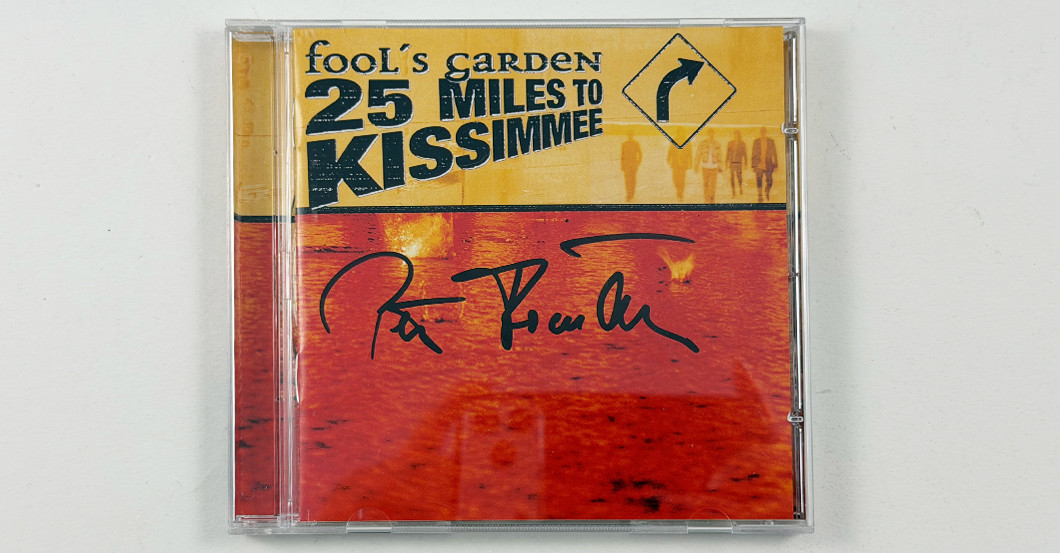 fool´s garden
25 MILES TO
KISSIMMEE